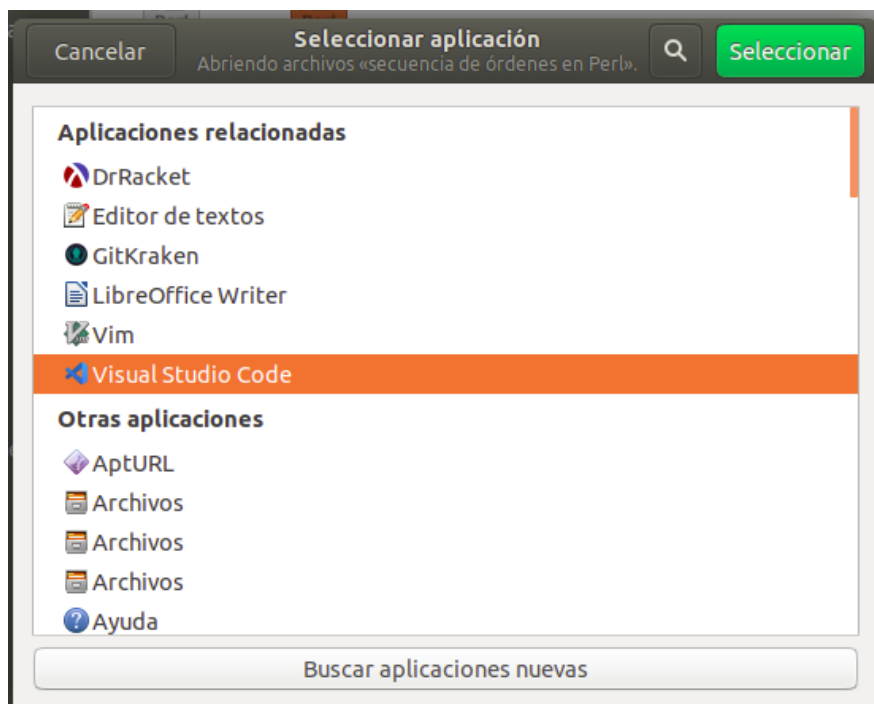 Cancelar
Seleccionar aplicación
Abriendo archivos «secuencia de órdenes en Perl».
Seleccionar
Aplicaciones relacionadas
DrRacket
Editor de textos
GitKraken
LibreOffice Writer
Vim
Visual Studio Code
Otras aplicaciones
AptURL
Archivos
Archivos
Archivos
Ayuda
Buscar aplicaciones nuevas